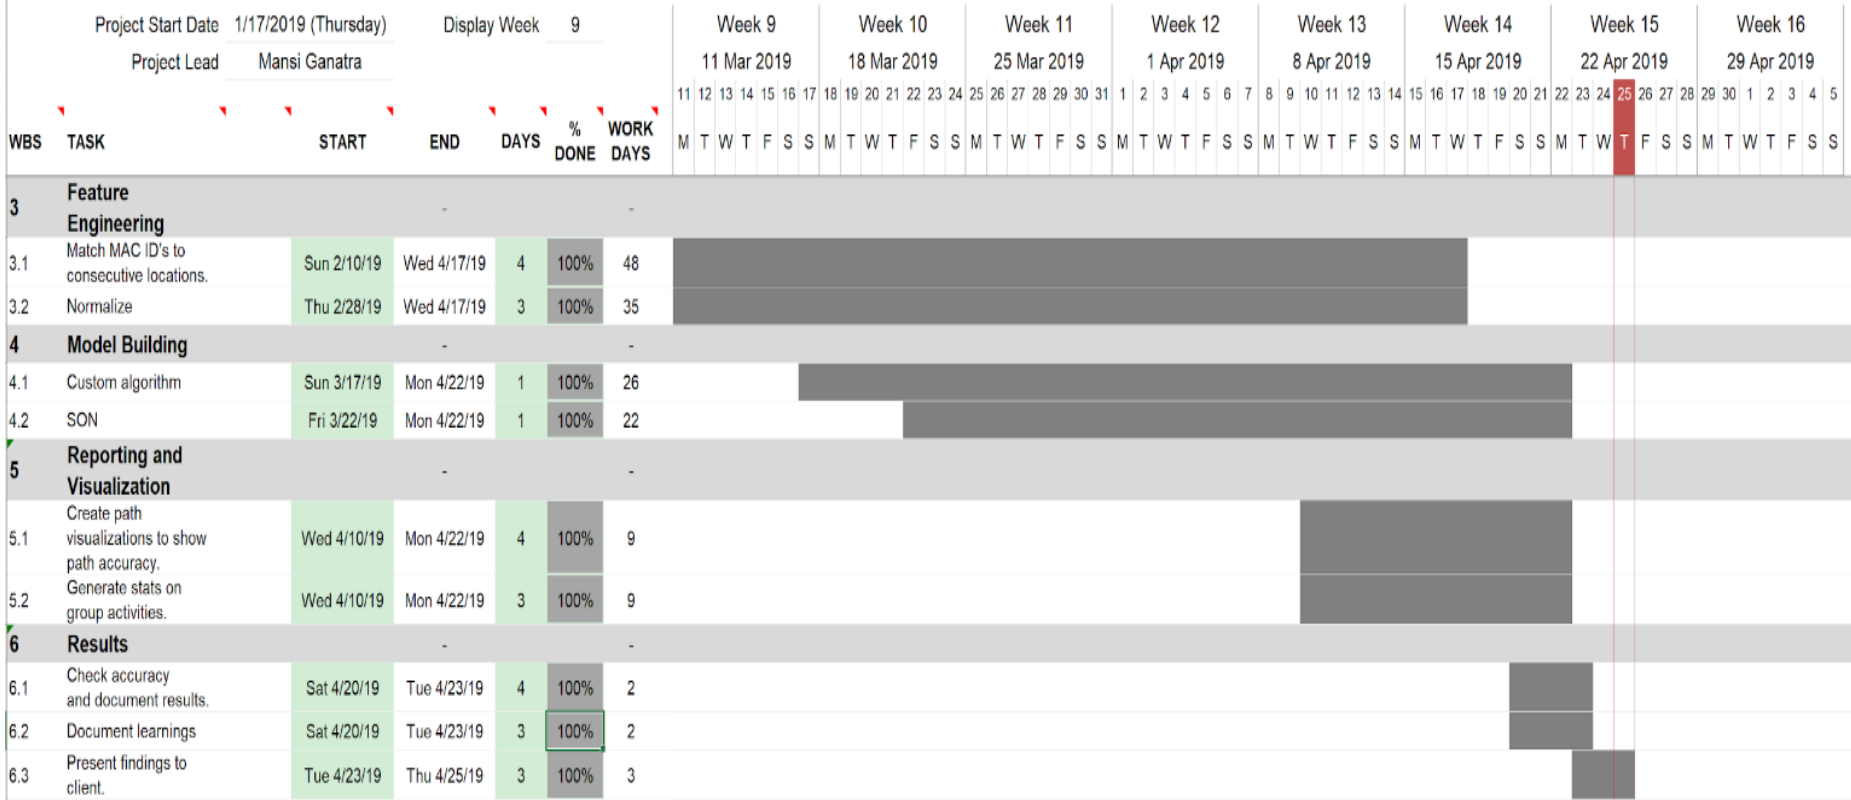 Project Start Date 1/17/2019 (Thursday) Display Week 9 Week 9 Week 10 Week 11 Week 12 Week 13 Week 14 Week 15 Week 16
Project Lead Mansi Ganatra 11 Mar 2019 18 Mar 2019 25 Mar 2019 1 Apr 2019 8 Apr 2019 15 Apr 2019 22 Apr 2019 29 Apr 2019
11 12 13 14 15 16 17 18 19 20 21 22 23 24 25 26 27 28 29 30 31 1 2 3 4 5 6 7 8 9 10 11 12 13 14 15 16 17 18 19 20 21 22 23 24 25 26 27 28 29 30 1 2 3 4 5
WBS TASK START END DAYS % DONE WORK DAYS M T W T F S S M T W T F S S M T W T F S S M T W T F S S M T W T F S S M T W T F S S M T W T F S S M T W T F S S
3 Feature
Engineering - -
3.1 Match MAC ID's to
consecutive locations. Sun 2/10/19 Wed 4/17/19 4 100% 48
3.2 Normalize Thu 2/28/19 Wed 4/17/19 3 100% 35
4 Model Building - -
4.1 Custom algorithm Sun 3/17/19 Mon 4/22/19 1 100% 26
4.2 SON Fri 3/22/19 Mon 4/22/19 1 100% 22
5 Reporting and
Visualization - -
5.1 Create path
visualizations to show
path accuracy. Wed 4/10/19 Mon 4/22/19 4 100% 9
5.2 Generate stats on
group activities. Wed 4/10/19 Mon 4/22/19 3 100% 9
6 Results - -
6.1 Check accuracy
and document results. Sat 4/20/19 Tue 4/23/19 4 100% 2
6.2 Document learnings Sat 4/20/19 Tue 4/23/19 3 100% 2
6.3 Present findings to
client. Tue 4/23/19 Thu 4/25/19 3 100% 3